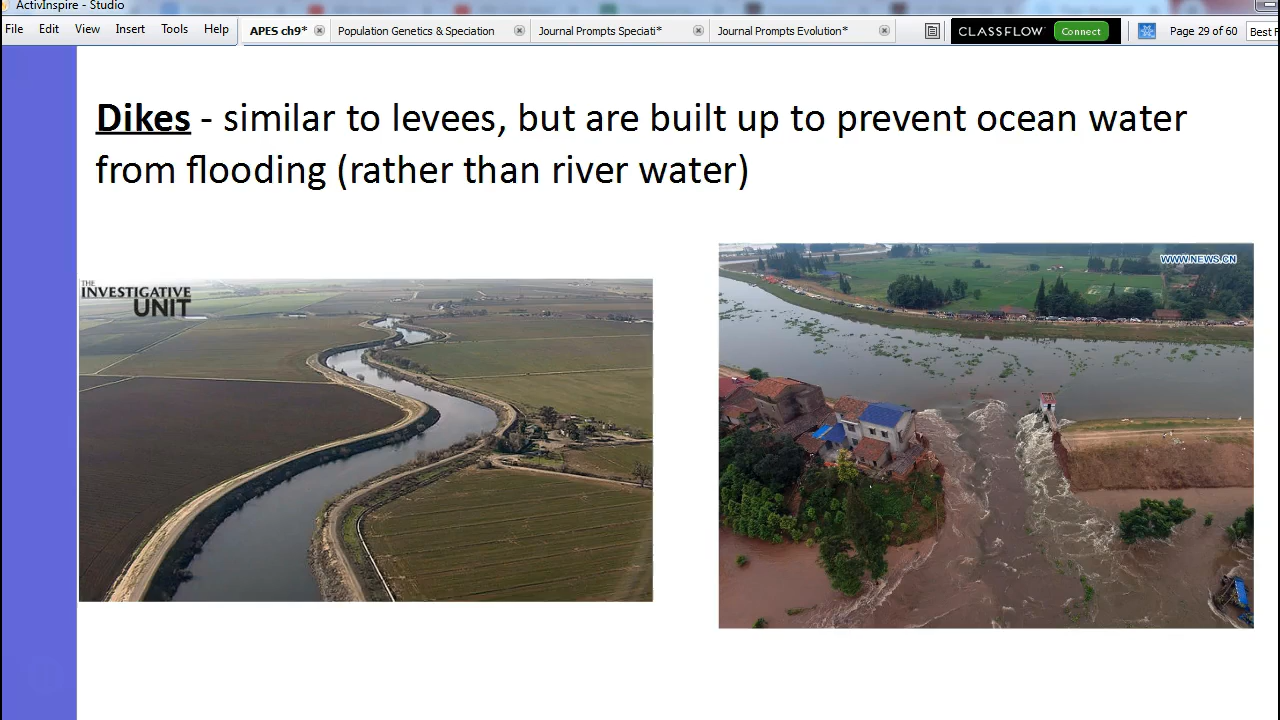 ActivInspire - Studio
File Edit View Insert Tools Help APES ch9* Population Genetics & Speciation Journal Prompts Speciati* Journal Prompts Evolution* CLASSFLOW Connect Page 29 of 60 Best F
Dikes - similar to levees, but are built up to prevent ocean water
from flooding (rather than river water)
WWW.NEWS.CN
THE
INVESTIGATIVE
UNIT